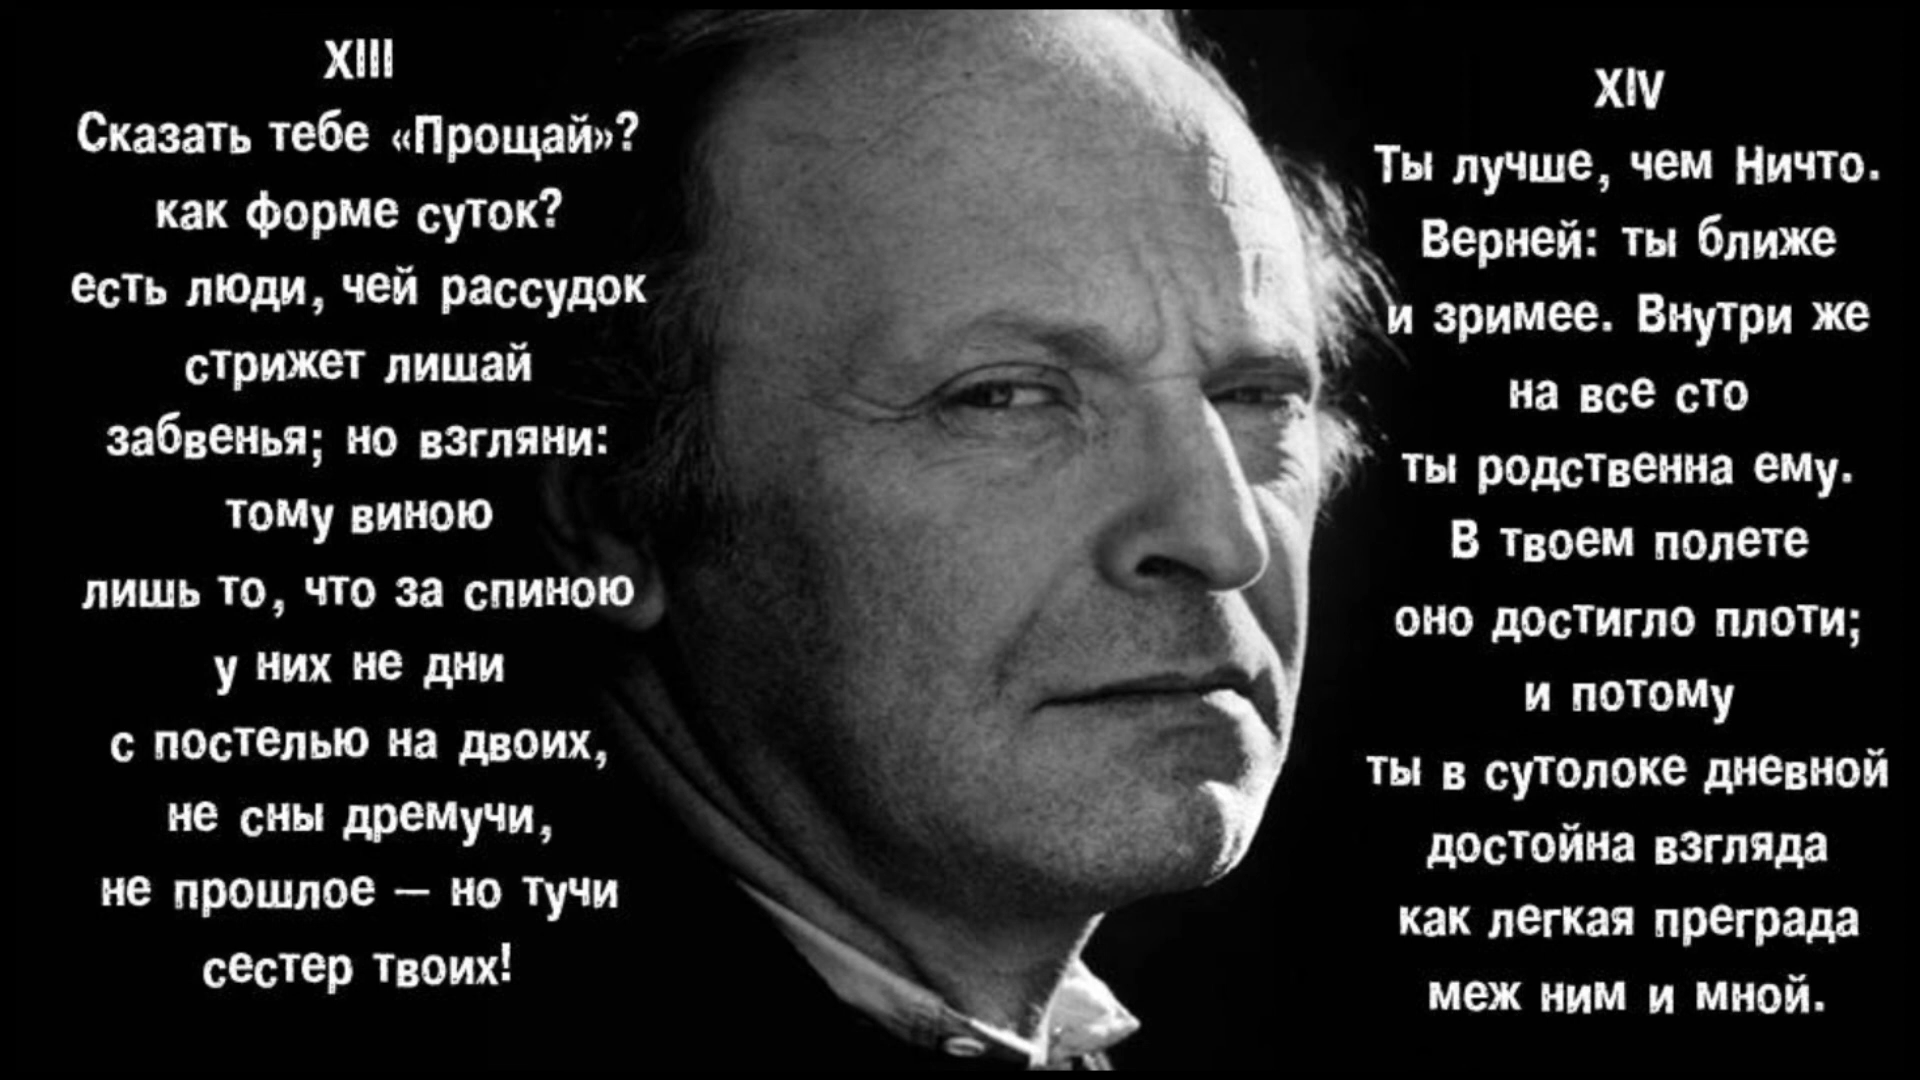 XIII
Сказать тебе «Прощай»?
как форме суток?
есть люди, чей рассудок
стрижет лишай
забвенья; но взгляни:
тому виною
лишь то, что за спиною
у них не дни
с постелью на двоих,
не сны дремучи,
не прошлое — но тучи
сестер твоих!
XIV
Ты лучше, чем Ничто.
Верней: ты ближе
и зримее. Внутри же
на все сто
ты родственна ему.
В твоем полете
оно достигло плоти;
и потому
ты в сутолоке дневной
достойна взгляда
как легкая преграда
меж ним и мной.